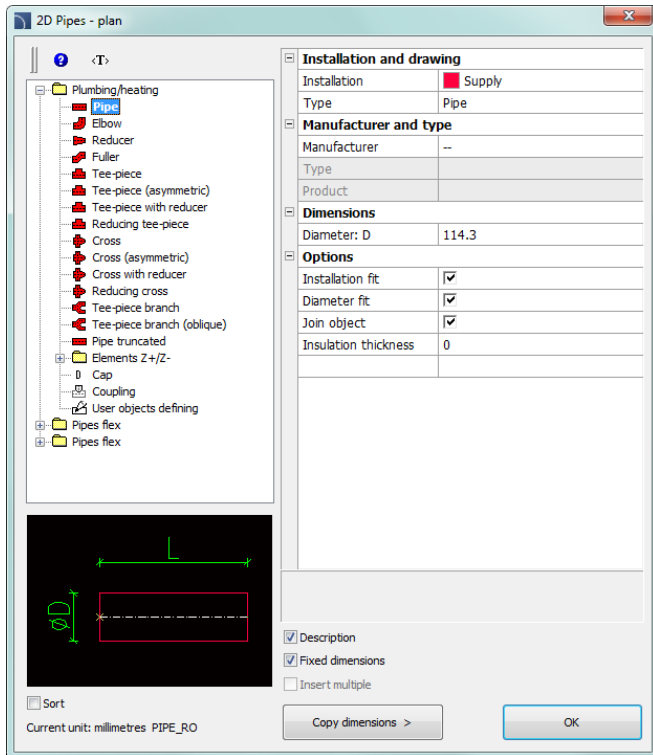 2D Pipes - plan
x
? <T>
Plumbing/heating
Pipe
Elbow
Reducer
Fuller
Tee-piece
Tee-piece (asymmetric)
Tee-piece with reducer
Reducing tee-piece
Cross
Cross (asymmetric)
Cross with reducer
Reducing cross
Tee-piece branch
Tee-piece branch (oblique)
Pipe truncated
Elements Z+/Z-
Cap
Coupling
User objects defining
Pipes flex
Pipes flex
Installation and drawing
Installation Supply
Type Pipe
Manufacturer and type
Manufacturer --
Type
Product
Dimensions
Diameter: D 114.3
Options
Installation fit
Diameter fit
Join object
Insulation thickness 0
L
ØD
Description
Fixed dimensions
Insert multiple
Sort
Current unit: millimetres PIPE_RO
Copy dimensions >
OK